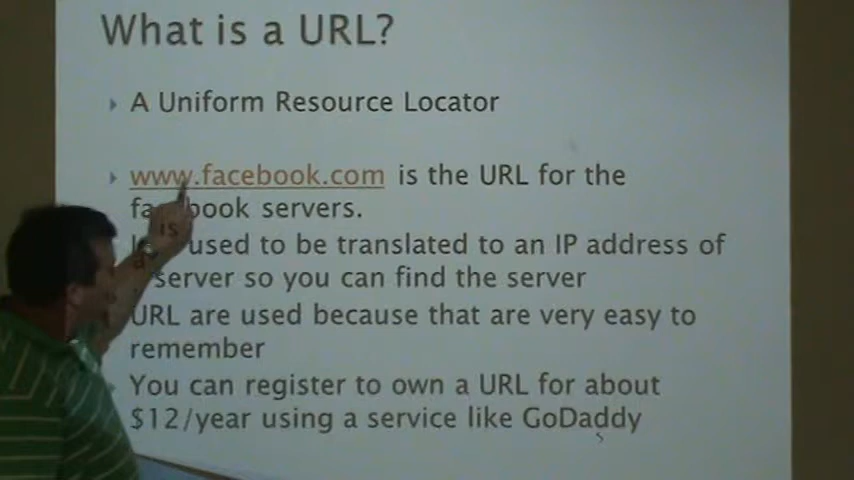 What is a URL?
A Uniform Resource Locator
www.facebook.com is the URL for the
facebook servers.
is used to be translated to an IP address of
a server so you can find the server
URL are used because that are very easy to
remember
You can register to own a URL for about
$12/year using a service like GoDaddy